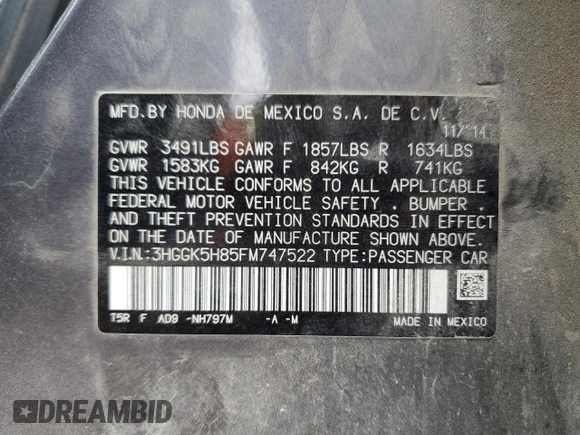 MFD.BY HONDA DE MEXICO S.A. DE C.V.
11/'14
GVWR 3491LBS GAWR F 1857LBS R 1634LBS
GVWR 1583KG GAWR F 842KG R 741KG
THIS VEHICLE CONFORMS TO ALL APPLICABLE
FEDERAL MOTOR VEHICLE SAFETY . BUMPER .
AND THEFT PREVENTION STANDARDS IN EFFECT
ON THE DATE OF MANUFACTURE SHOWN ABOVE.
V.I.N:3HGGK5H85FM747522 TYPE:PASSENGER CAR
T5R F AD9 -NH797M -A -M
MADE IN MEXICO
DREAMBID